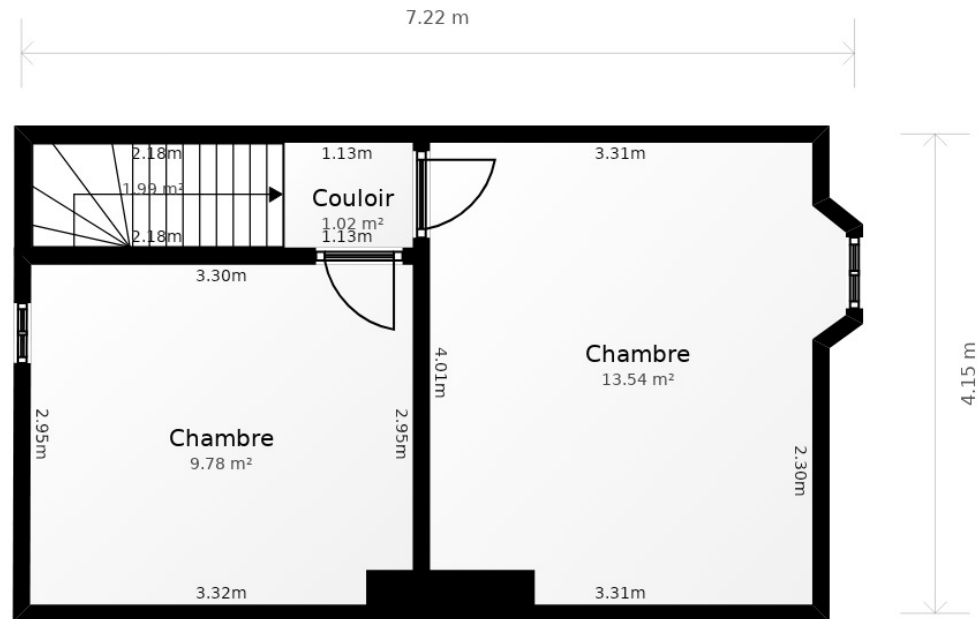 7.22 m
2.18m
1.13m
3.31m
1.99 m²
Couloir
1.02 m²
2.18m
1.13m
3.30m
4.01m
Chambre
13.54 m²
4.15 m
2.95m
2.95m
Chambre
9.78 m²
2.30m
3.32m
3.31m